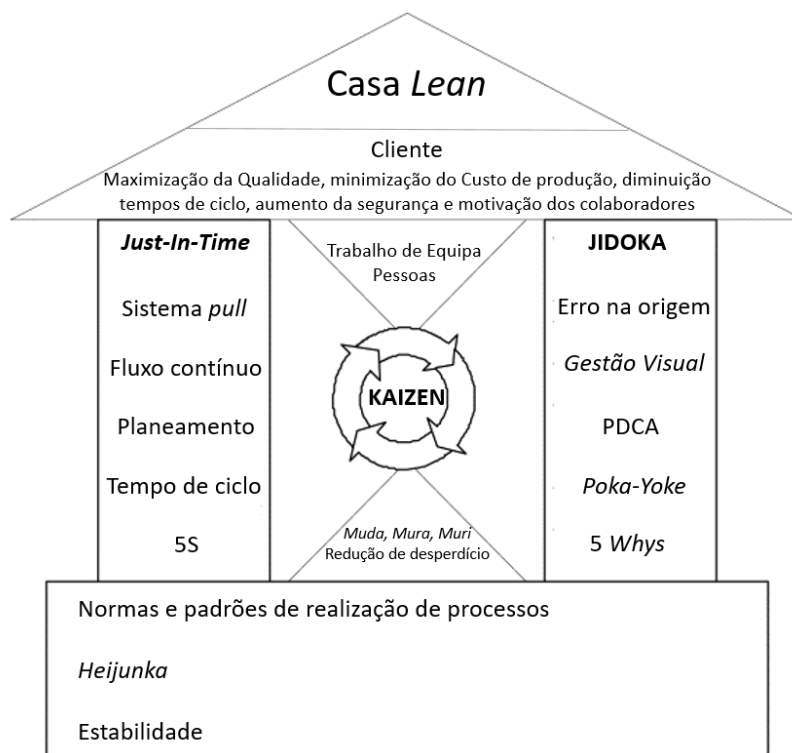 Casa Lean
Cliente
Maximização da Qualidade, minimização do Custo de produção, diminuição
tempos de ciclo, aumento da segurança e motivação dos colaboradores
Just-In-Time
Sistema pull
Fluxo contínuo
Planeamento
Tempo de ciclo
5S
Trabalho de Equipa
Pessoas
KAIZEN
Muda, Mura, Muri
Redução de desperdício
JIDOKA
Erro na origem
Gestão Visual
PDCA
Poka-Yoke
5 Whys
Normas e padrões de realização de processos
Heijunka
Estabilidade